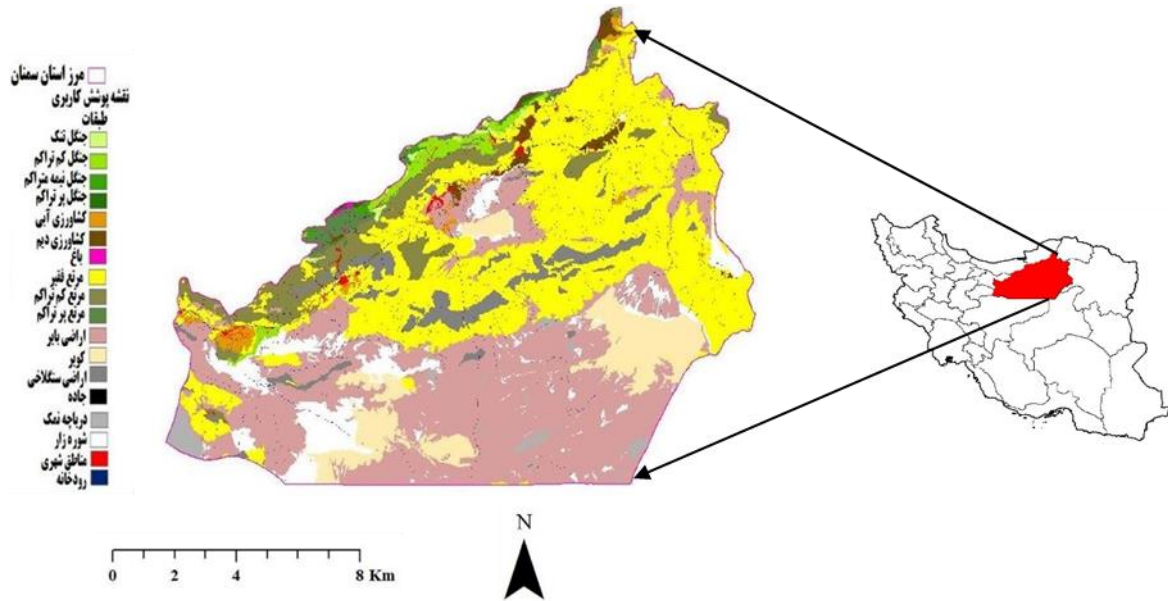 مرز استان سمنان
نقشه پوشش کاربری
طبقات
جنگل تنک
جنگل کم تراکم
جنگل نیمه متراکم
جنگل پر تراکم
کشاورزی آبی
کشاورزی دیم
باغ
مرتع فقیر
مرتع کم تراکم
مرتع پر تراکم
اراضی بایر
کویر
اراضی سنگلاخی
جاده
دریاچه نمک
شوره زار
مناطق شهری
رودخانه
N
0 2 4 8 Km